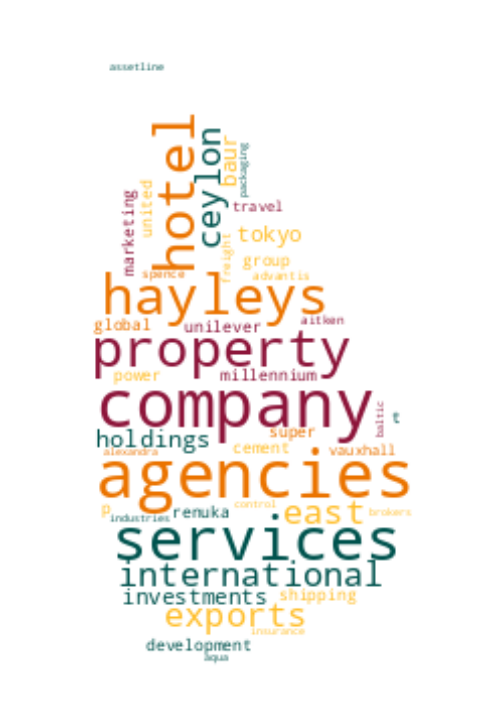 assetline
hotel
ceylon
baur
packaging
marketing
united
travel
tokyo
freight
group
spence
advantis
hayleys
global
unilever
aitken
property
power
millennium
company
baltic
t
holdings
super
alexandra
cement
vauxhall
agencies
p
industries
renuka
control
east
brokers
services
international
investments
shipping
exports
insurance
development
aqua